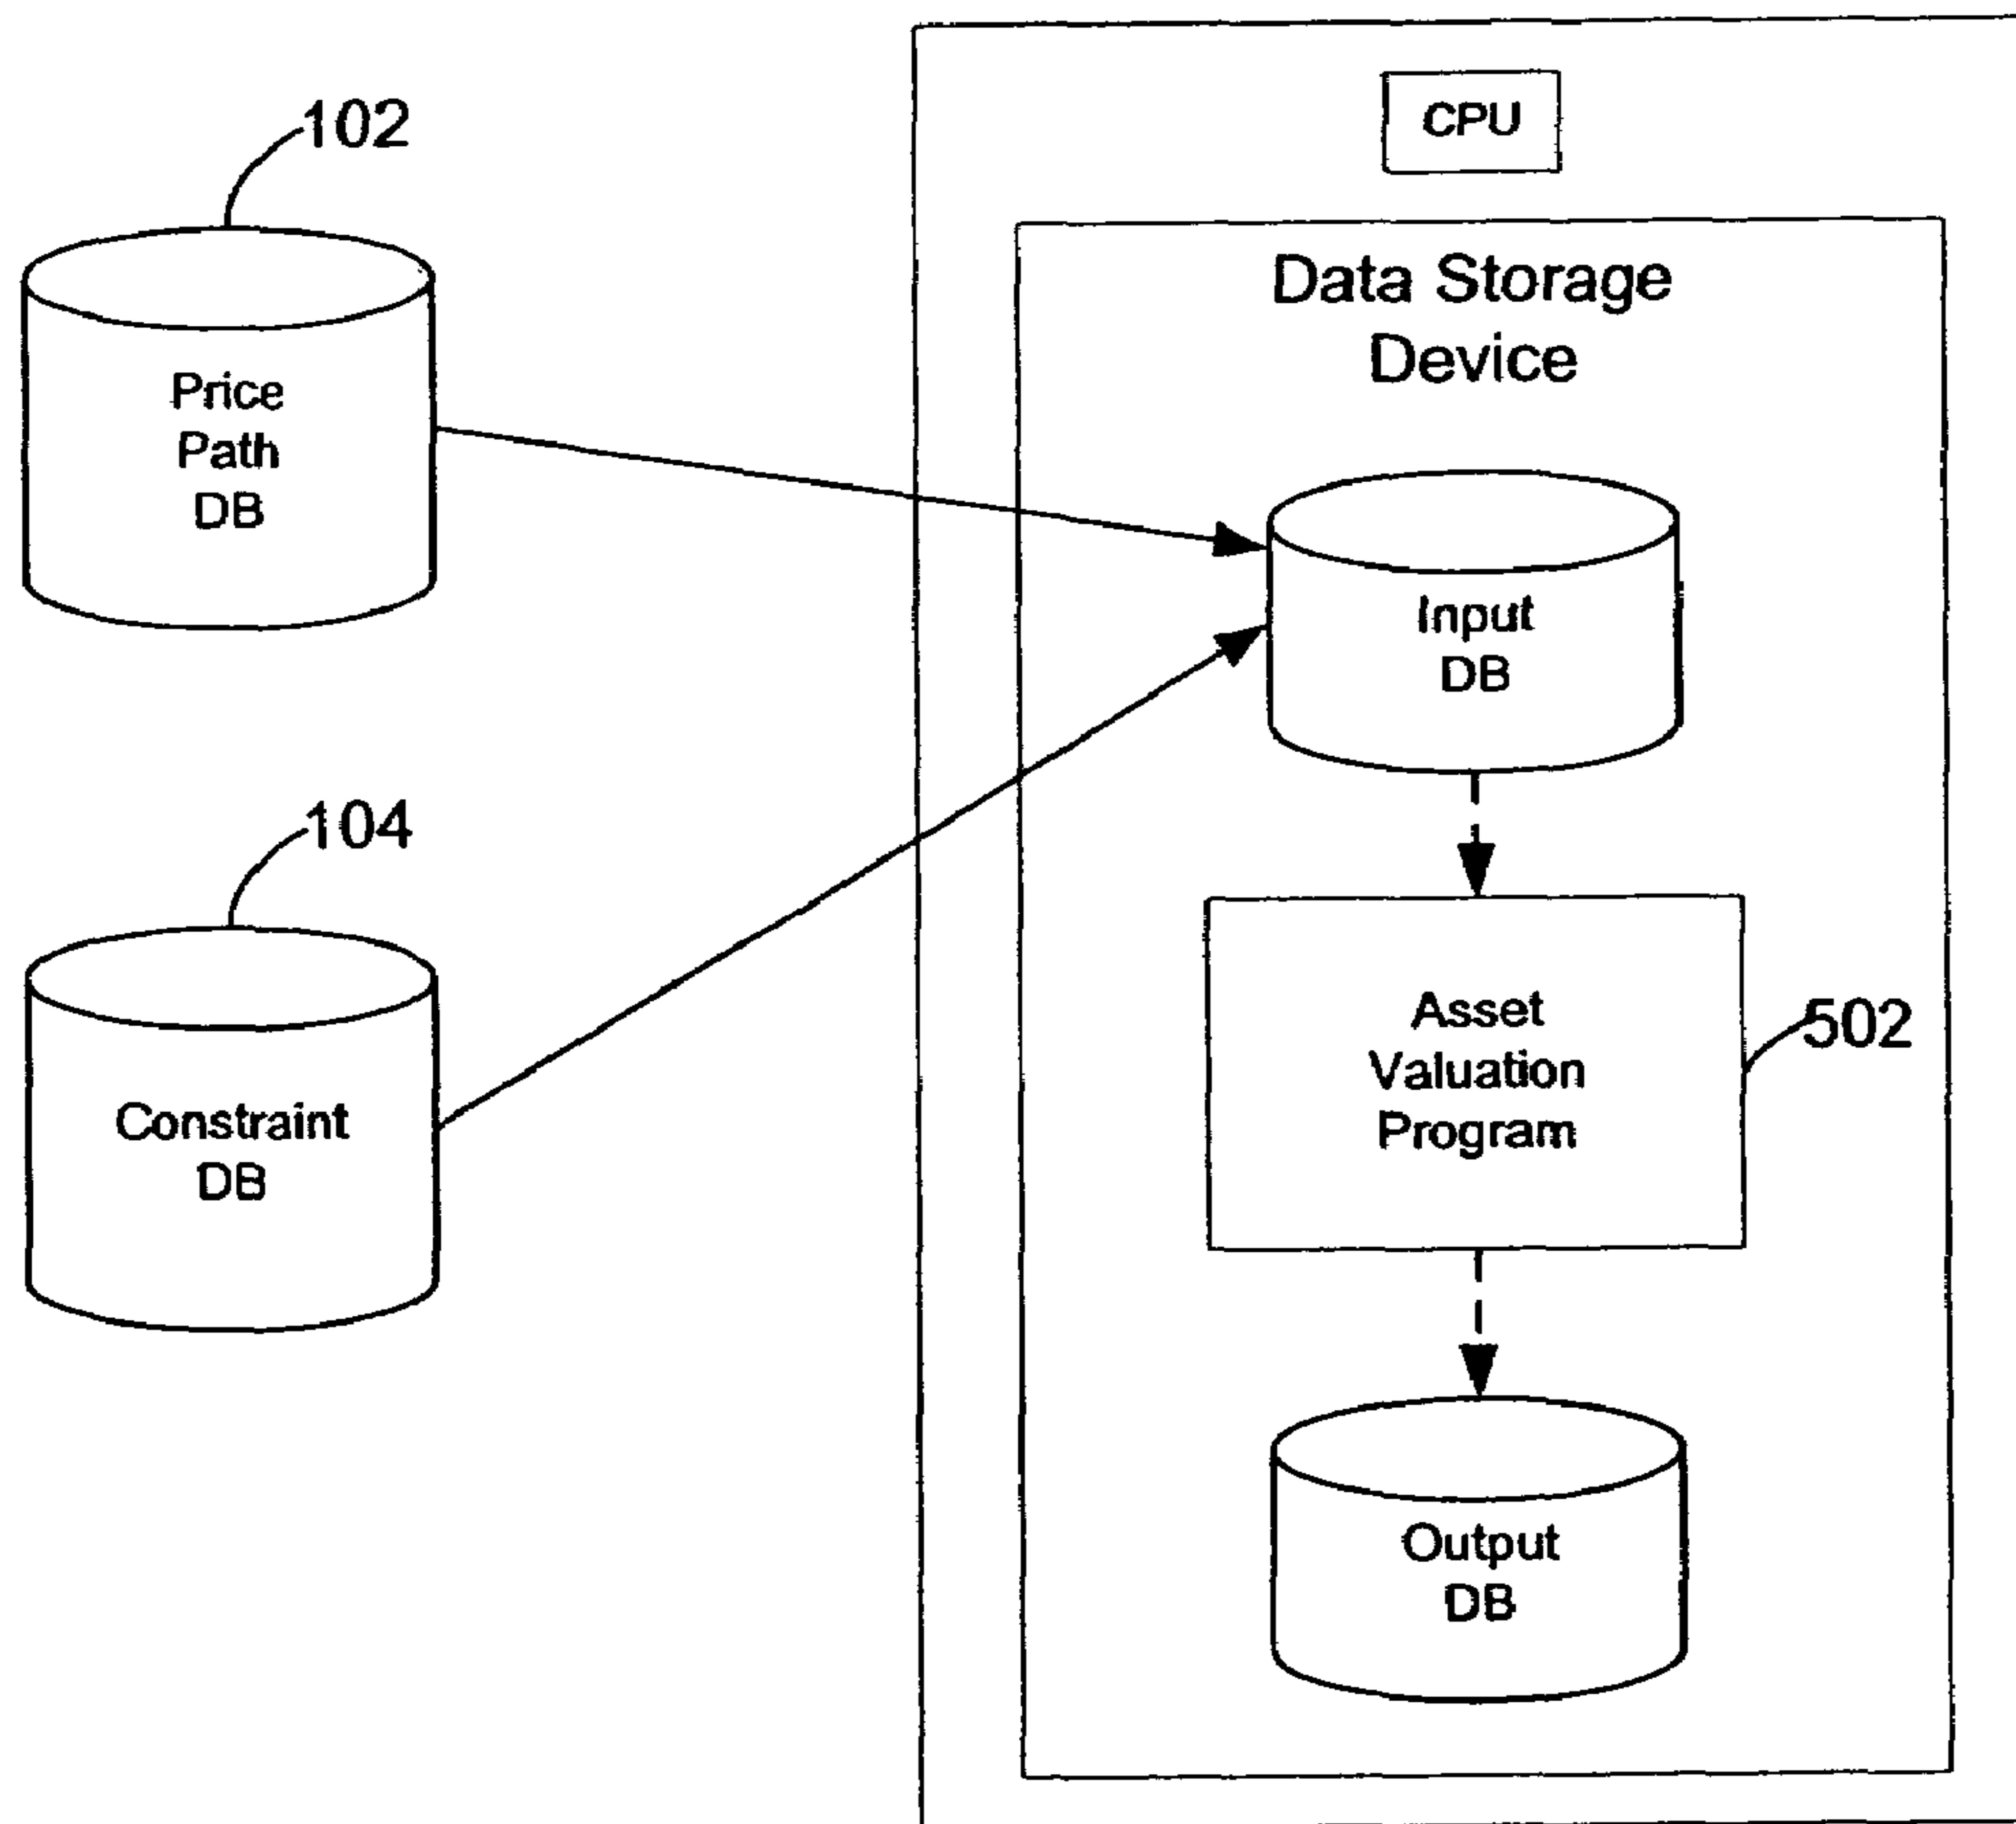 102
Price
Path
DB
104
Constraint
DB
CPU
Data Storage
Device
Input
DB
Asset
Valuation
Program
502
Output
DB